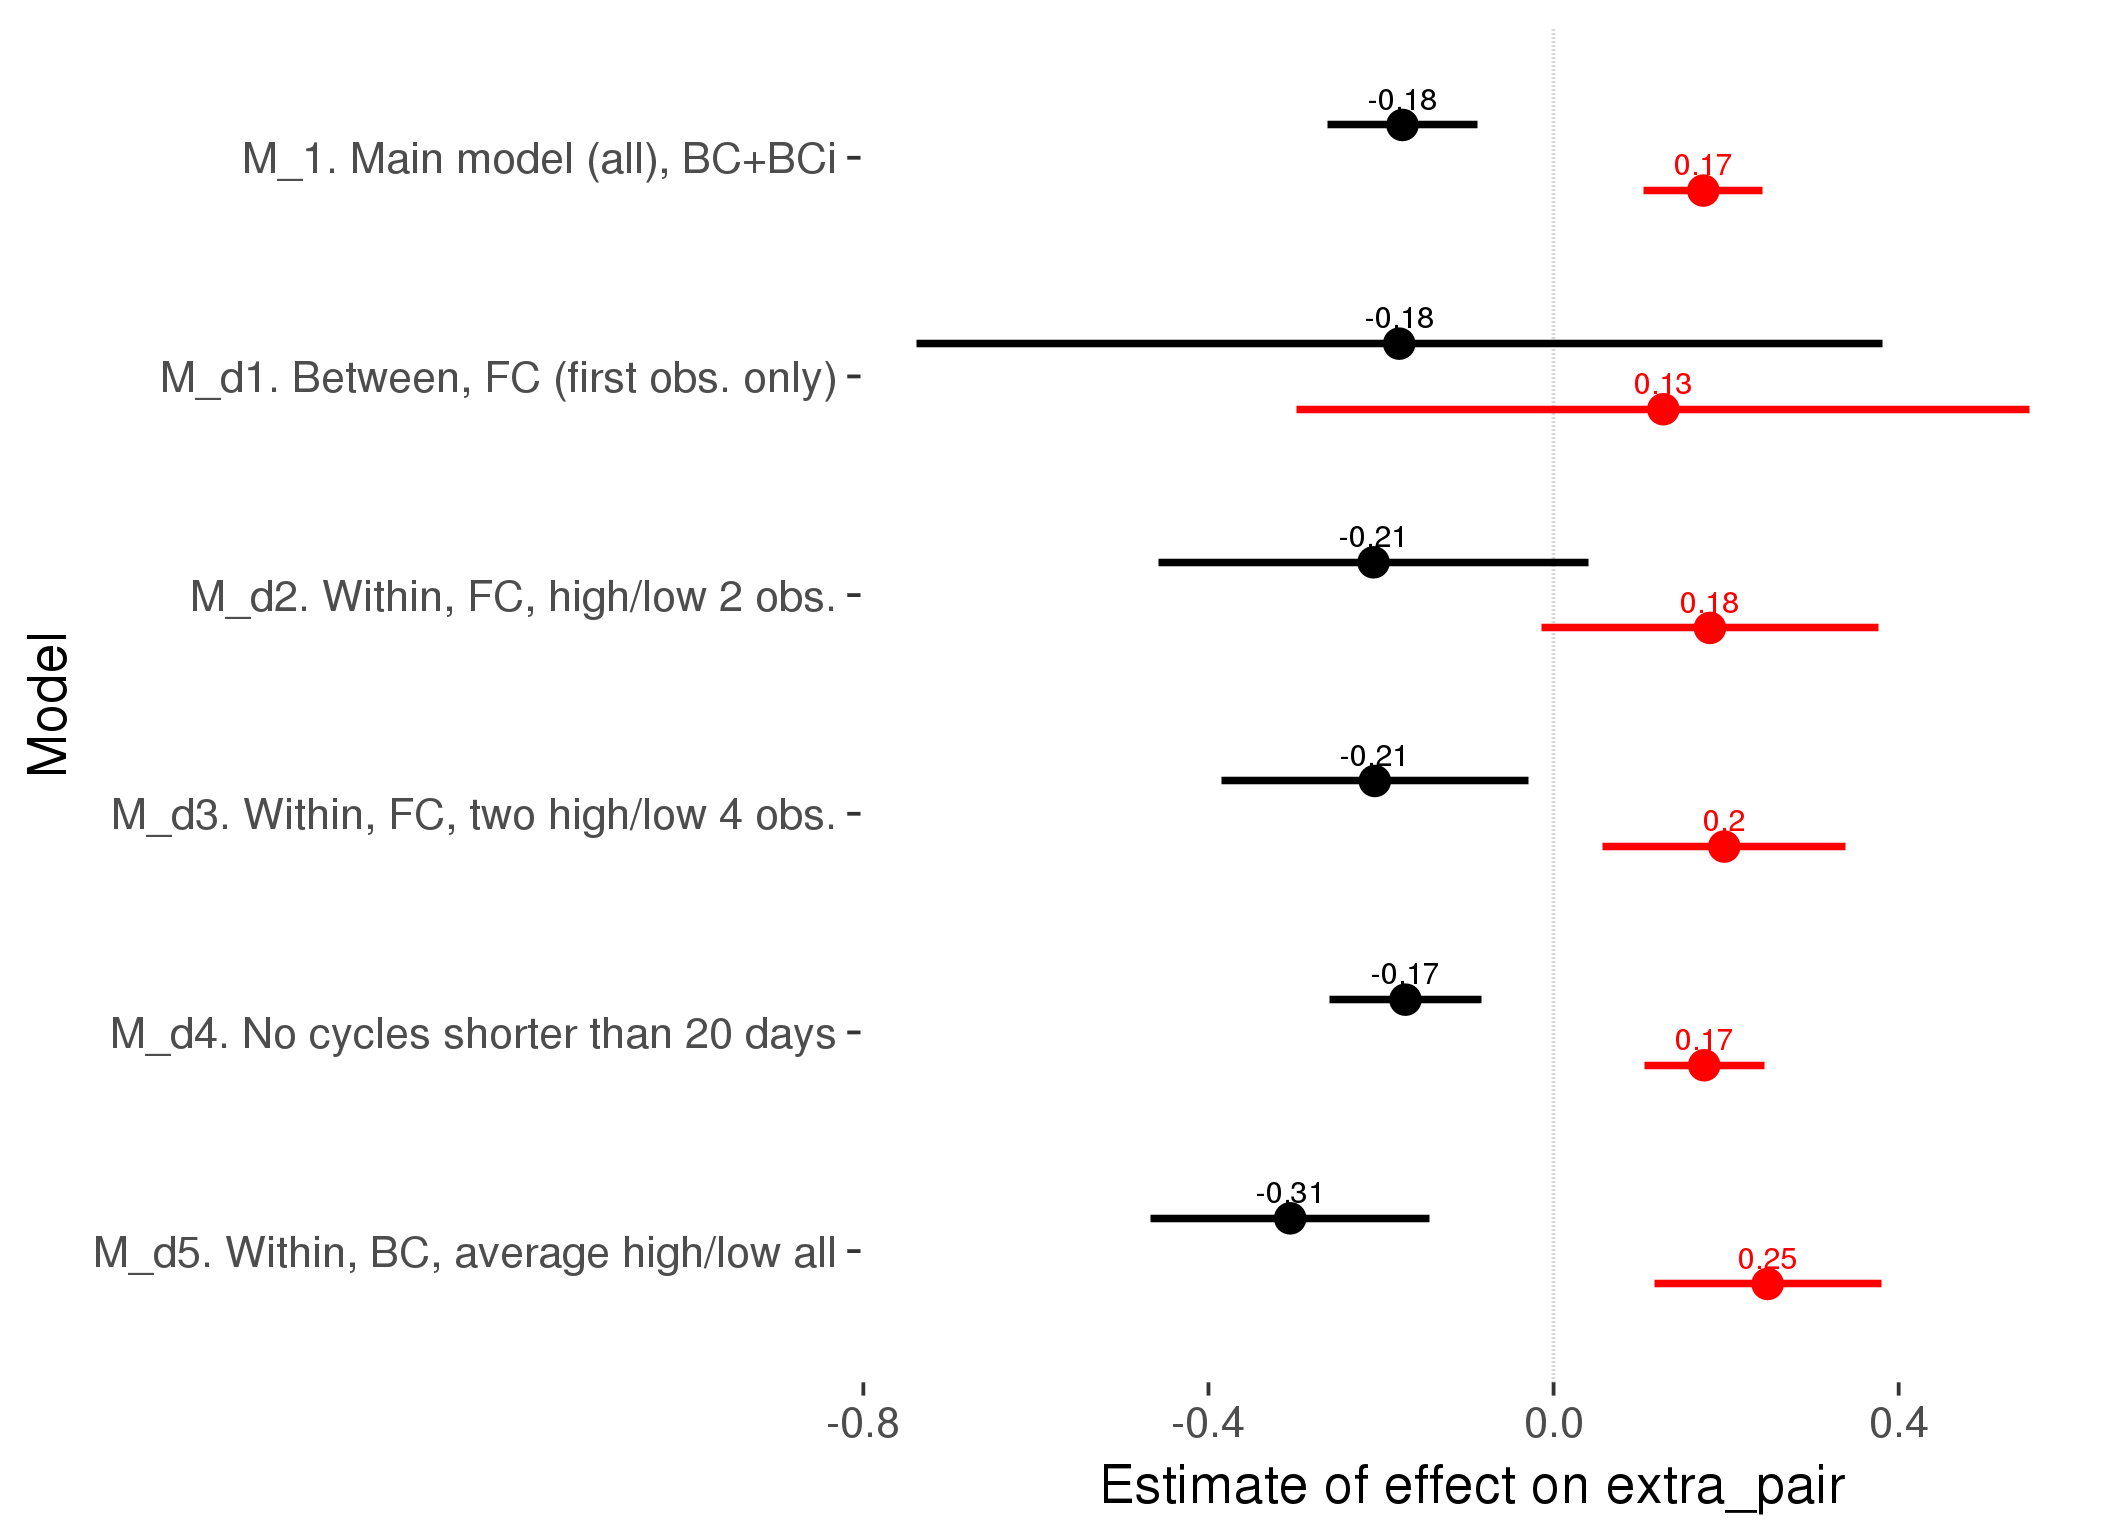 -0.18
M_1. Main model (all), BC+BCi
0.17
-0.18
M_d1. Between, FC (first obs. only)
0.13
-0.21
M_d2. Within, FC, high/low 2 obs.
0.18
Model
-0.21
M_d3. Within, FC, two high/low 4 obs.
0.2
-0.17
M_d4. No cycles shorter than 20 days
0.17
-0.31
M_d5. Within, BC, average high/low all
0.25
-0.8 -0.4 0.0 0.4
Estimate of effect on extra_pair